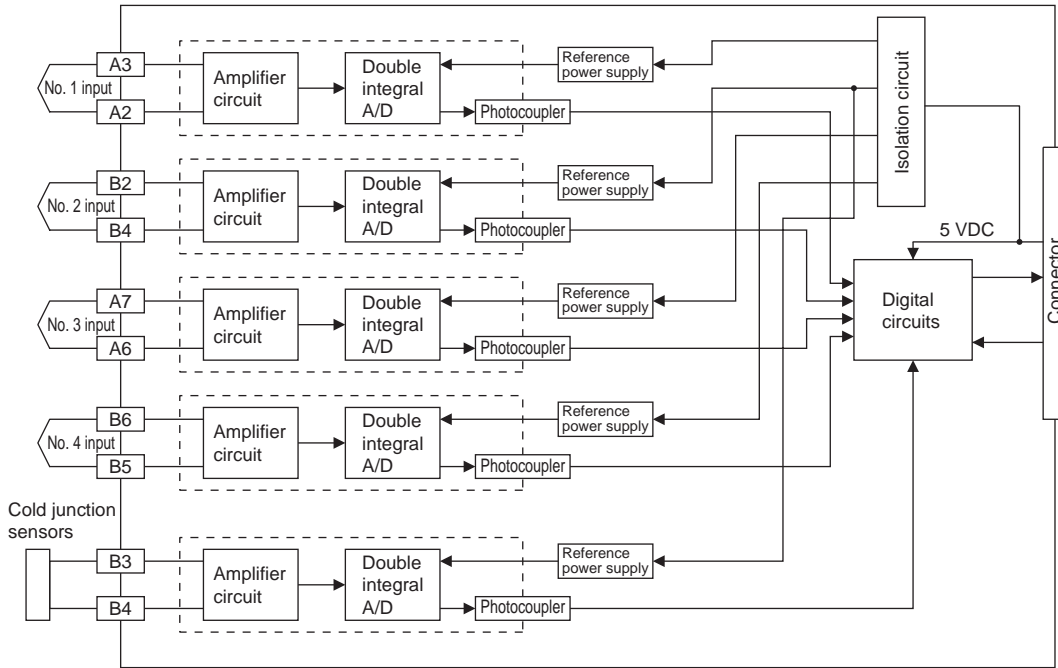 A3
No. 1 input
A2
Amplifier
circuit
Double
integral
A/D
Reference
power supply
Photocoupler
Isolation circuit
B2
No. 2 input
B4
Amplifier
circuit
Double
integral
A/D
Reference
power supply
Photocoupler
5 VDC
Connector
A7
No. 3 input
A6
Amplifier
circuit
Double
integral
A/D
Reference
power supply
Photocoupler
Digital
circuits
B6
No. 4 input
B5
Amplifier
circuit
Double
integral
A/D
Reference
power supply
Photocoupler
Cold junction
sensors
B3
B4
Amplifier
circuit
Double
integral
A/D
Reference
power supply
Photocoupler